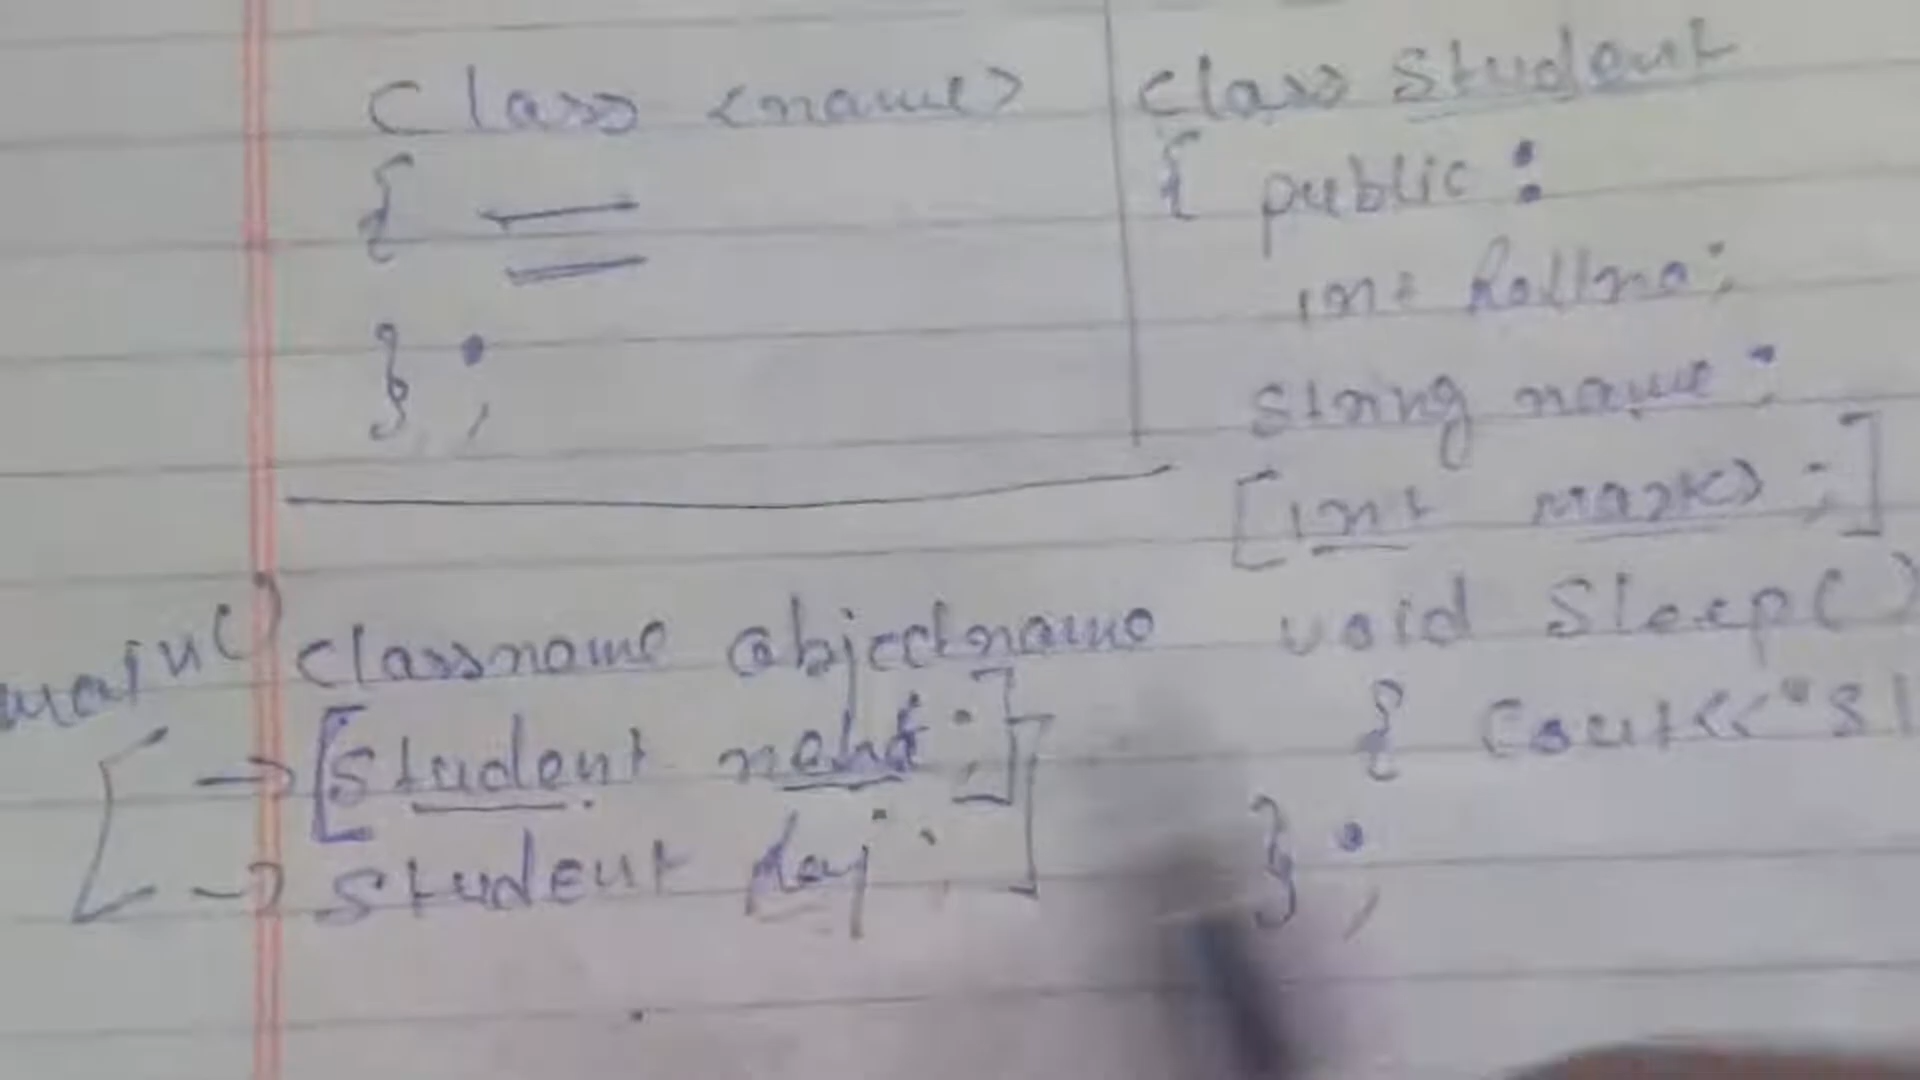 Class <name>
{
} ;
Class Student
{ public :
int Rollno ;
string name ;
[int marks ;]
void Sleep()
{ Cout<<"Sl
} ;
main()
Classname objectname
→ [Student ;]
→ Student